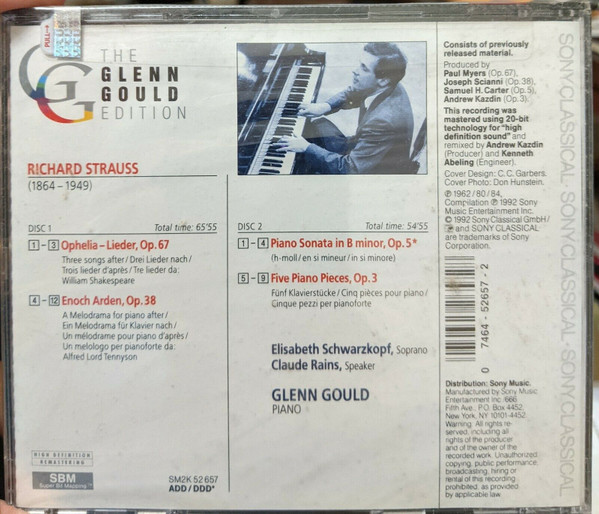 PULL→
THE
GLENN
GOULD
EDITION
GG
RICHARD STRAUSS
(1864 – 1949)
DISC 1 Total time: 65'55
1 – 3 Ophelia – Lieder, Op. 67
Three songs after / Drei Lieder nach /
Trois lieder d'après / Tre lieder da:
William Shakespeare
4 – 12 Enoch Arden, Op. 38
A Melodrama for piano after /
Ein Melodrama für Klavier nach /
Un mélodrame pour piano d'après /
Un melologo per pianoforte da:
Alfred Lord Tennyson
HIGH DEFINITION
REMASTERED
SBM
Super Bit Mapping™
SM2K 52 657
ADD / DDD*
DISC 2 Total time: 54'55
1 – 4 Piano Sonata in B minor, Op. 5*
(h-moll / en si mineur / in si minore)
5 – 9 Five Piano Pieces, Op. 3
Fünf Klavierstücke / Cinq pièces pour piano /
Cinque pezzi per pianoforte
Elisabeth Schwarzkopf, Soprano
Claude Rains, Speaker
GLENN GOULD
PIANO
Consists of previously
released material.
Produced by
Paul Myers (Op. 67),
Joseph Scianni (Op. 38),
Samuel H. Carter (Op. 5),
Andrew Kazdin (Op. 3).
This recording was
mastered using 20-bit
technology for "high
definition sound" and
remixed by Andrew Kazdin
(Producer) and Kenneth
Abeling (Engineer).
Cover Design: C. C. Garbers.
Cover Photo: Don Hunstein.
℗ 1962 / 80 / 84,
Compilation ℗ 1992 Sony
Music Entertainment Inc.
© 1992 Sony Classical GmbH /
and SONY CLASSICAL
are trademarks of Sony
Corporation.
0 7464-52657-2
Distribution: Sony Music.
Manufactured by Sony Music
Entertainment Inc. / 666
Fifth Ave., P.O. Box 4452,
New York, NY 10101-4452
Warning: All rights re-
served, including all
rights of the producer
and of the owner of the
recorded work. Unauthorized
copying, public performance,
broadcasting, hiring or
rental of this recording
prohibited, as provided
by applicable law.
SONY CLASSICAL · SONY CLASSICAL · SONY CLASSICAL ·